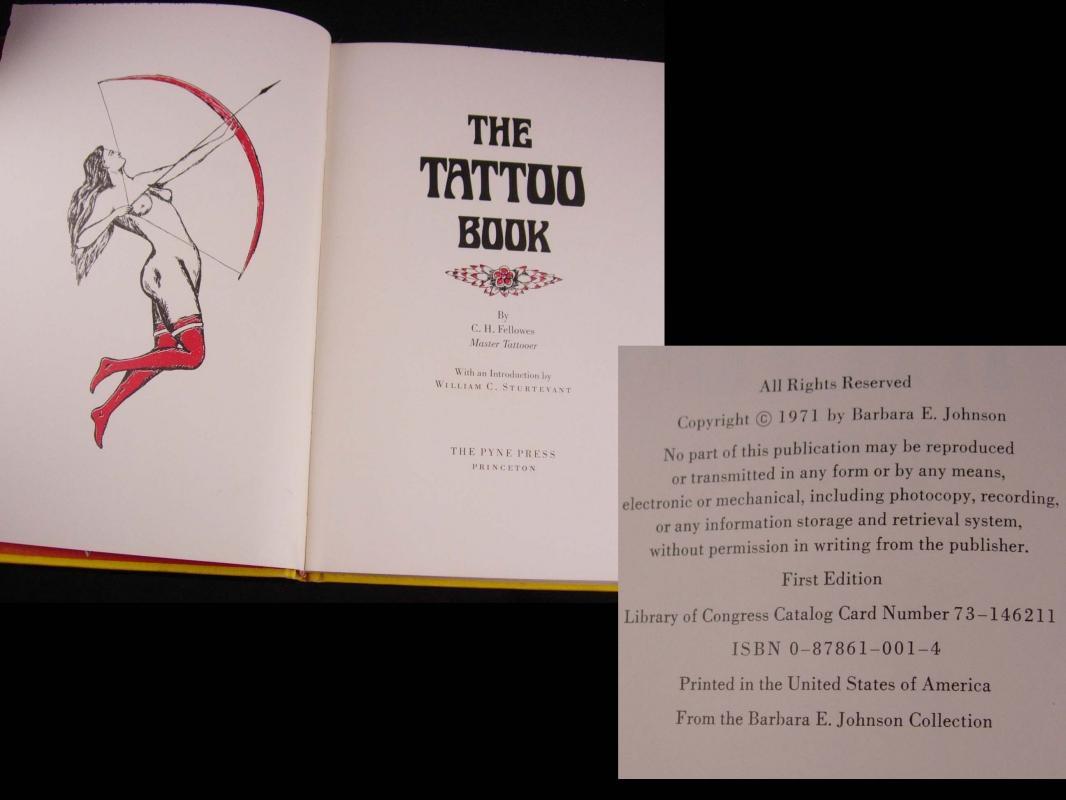 THE
TATTOO
BOOK
By
C. H. Fellowes
Master Tattooer
With an Introduction by
WILLIAM C. STURTEVANT
THE PYNE PRESS
PRINCETON
All Rights Reserved
Copyright © 1971 by Barbara E. Johnson
No part of this publication may be reproduced
or transmitted in any form or by any means,
electronic or mechanical, including photocopy, recording,
or any information storage and retrieval system,
without permission in writing from the publisher.
First Edition
Library of Congress Catalog Card Number 73–146211
ISBN 0–87861–001–4
Printed in the United States of America
From the Barbara E. Johnson Collection